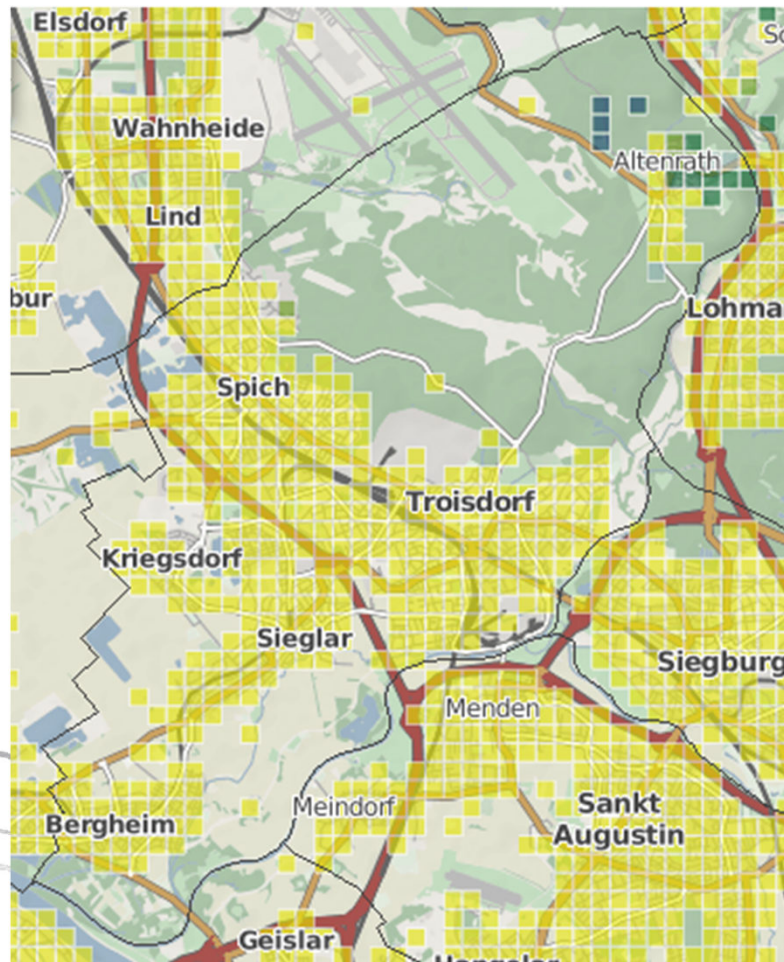 Elsdorf
Wahnheide
Altenrath
Lind
bur
Lohma
Spich
Troisdorf
Kriegsdorf
Sieglar
Siegburg
Menden
Meindorf
Sankt
Augustin
Bergheim
Geislar